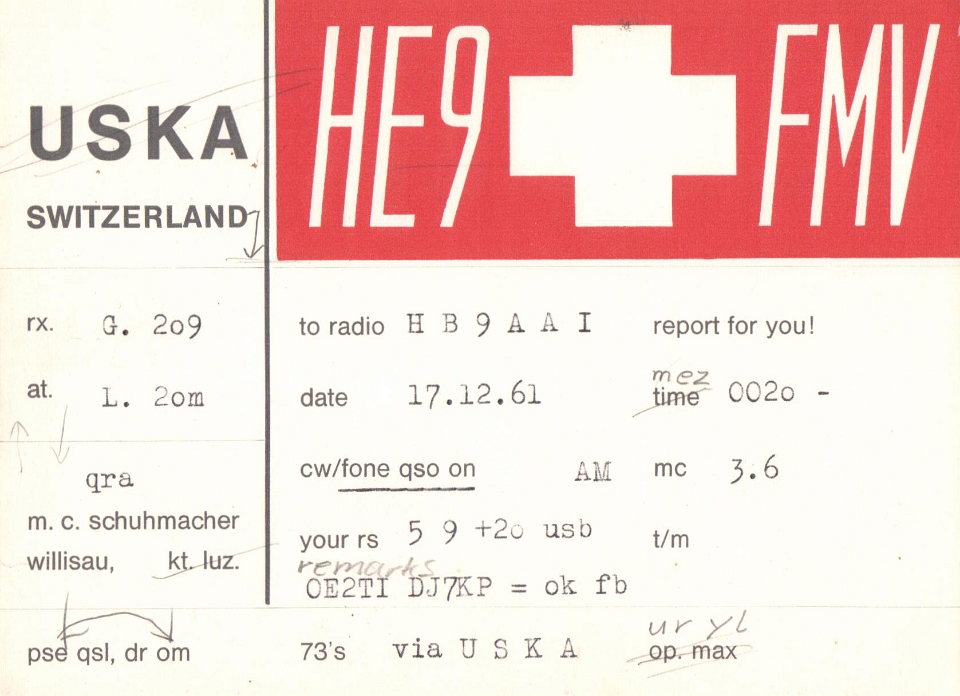 HE9 FMV
USKA
SWITZERLAND
rx. G. 2o9
to radio H B 9 A A I report for you!
mez
at. L. 2om
date 17.12.61 time 002o -
qra
cw/fone qso on AM mc 3.6
m. c. schuhmacher
your rs 5 9 +2o usb t/m
willisau, kt. luz.
remarks
OE2TI DJ7KP = ok fb
ur yl
pse qsl, dr om 73's via U S K A op. max